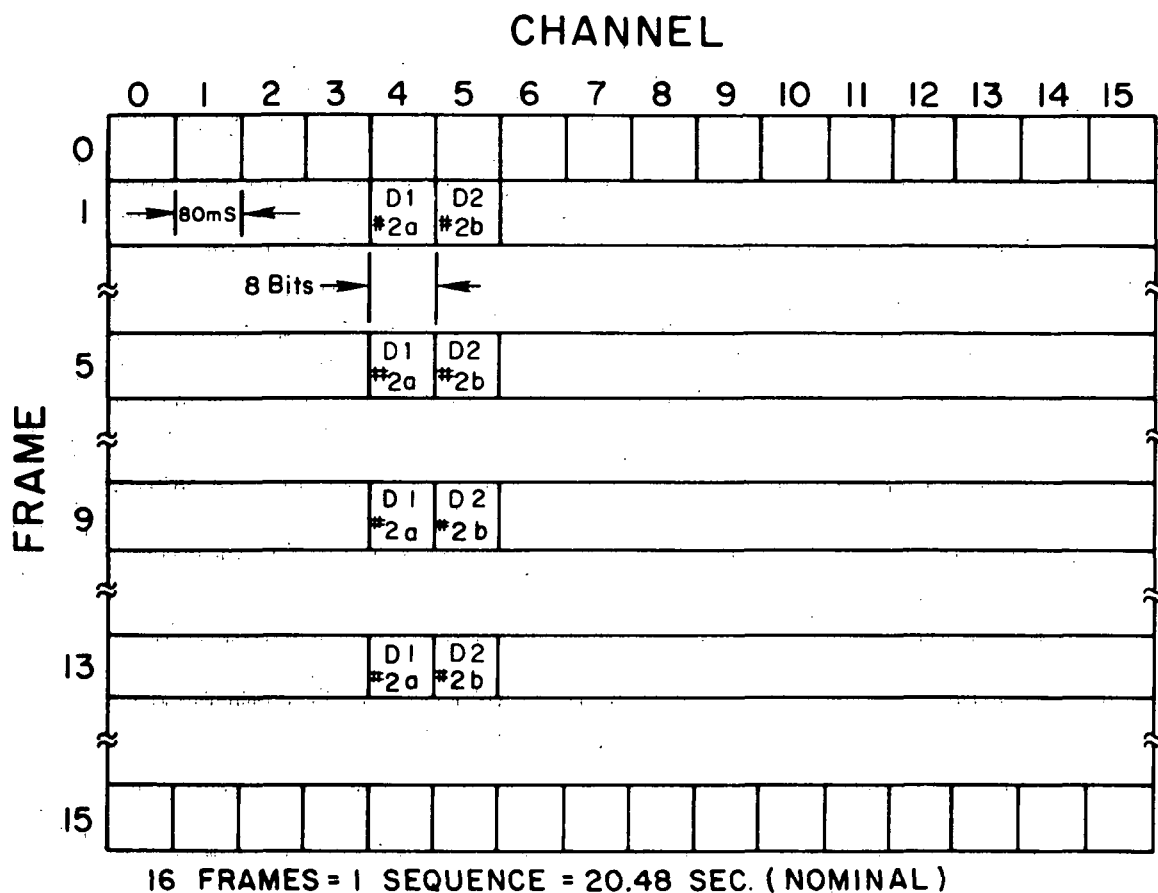 CHANNEL
0 1 2 3 4 5 6 7 8 9 10 11 12 13 14 15
FRAME
0
1
80mS
D1 D2
#2a #2b
8 Bits
5
D1 D2
#2a #2b
9
D1 D2
#2a #2b
13
D1 D2
#2a #2b
15
16 FRAMES = 1 SEQUENCE = 20.48 SEC. (NOMINAL)